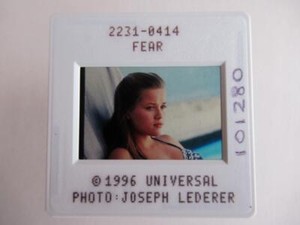 2231-0414
FEAR
101280
©1996 UNIVERSAL
PHOTO:JOSEPH LEDERER